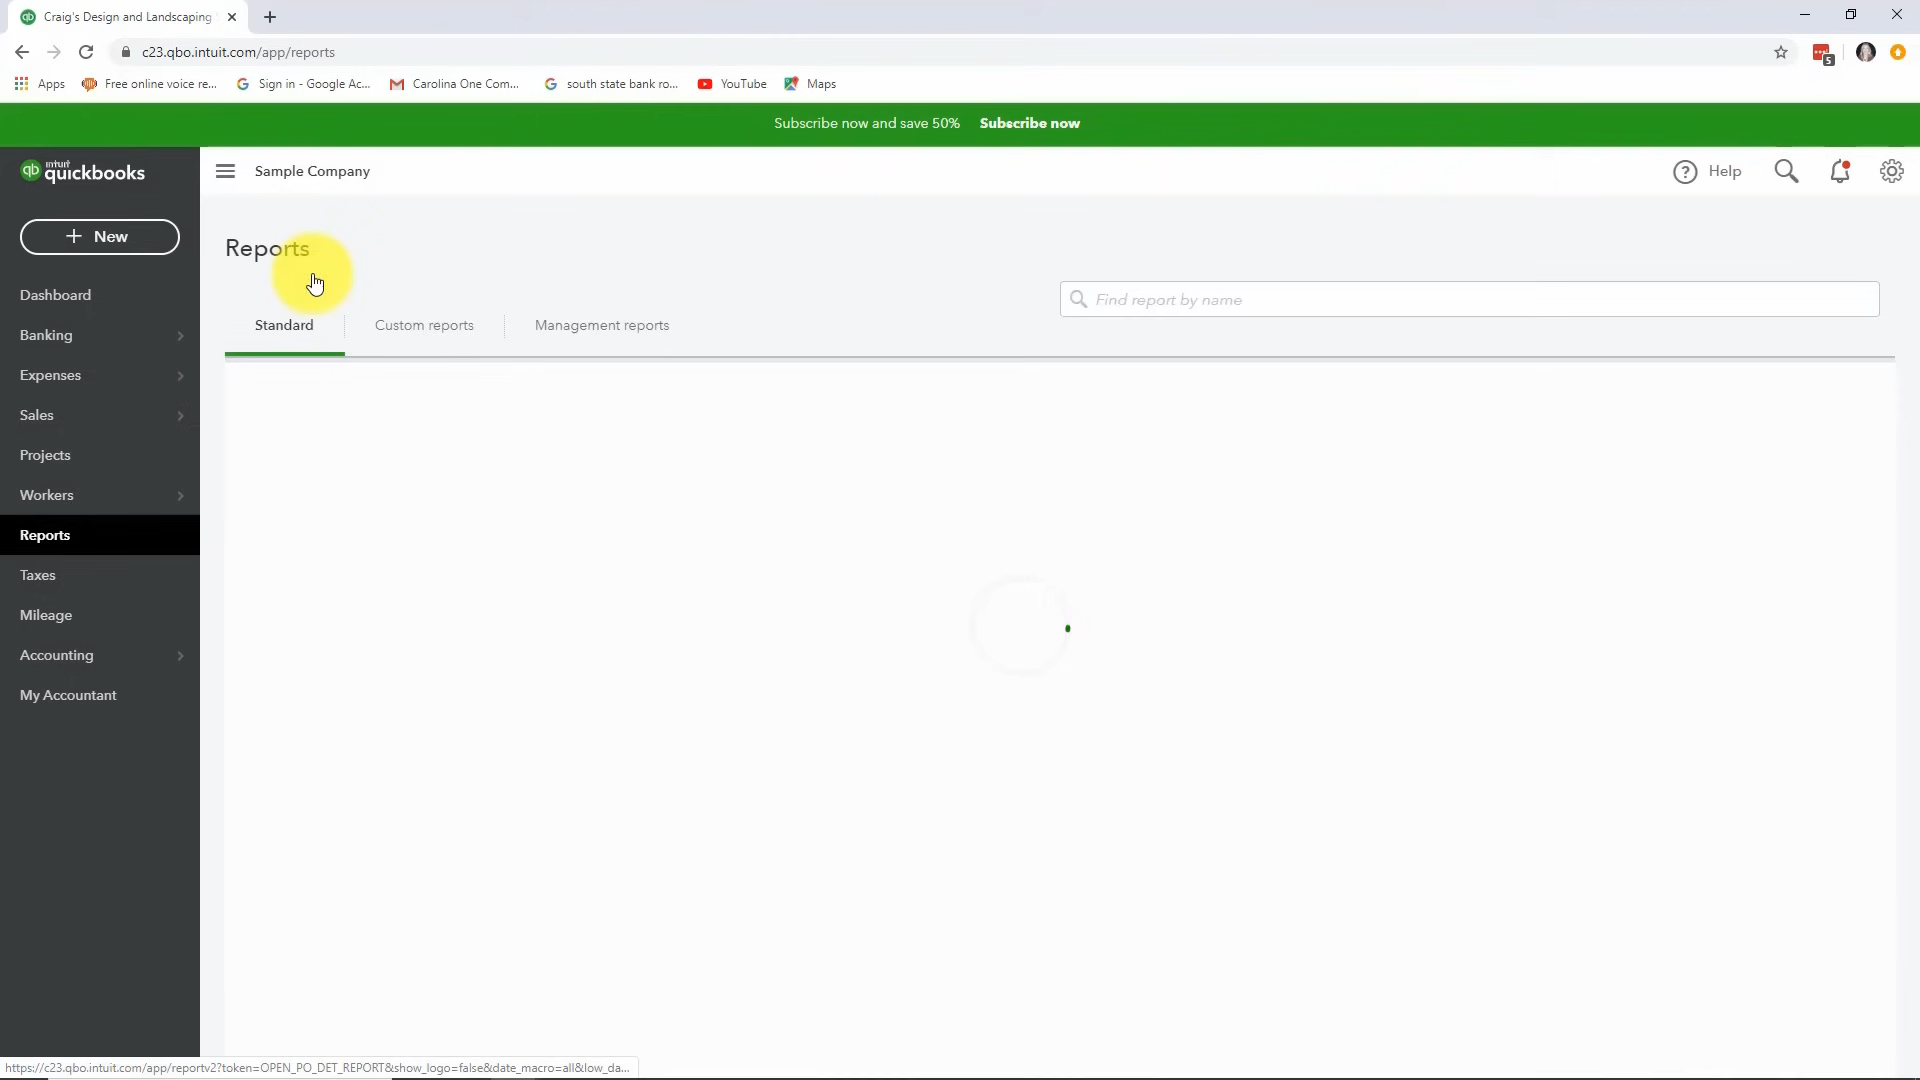 Craig's Design and Landscaping
c23.qbo.intuit.com/app/reports
5
Apps
Free online voice re...
Sign in - Google Ac...
Carolina One Com...
south state bank ro...
YouTube
Maps
Subscribe now and save 50% Subscribe now
qb intuit quickbooks
Sample Company
? Help
+ New
Reports
Find report by name
Standard
Custom reports
Management reports
Dashboard
Banking
Expenses
Sales
Projects
Workers
Reports
Taxes
Mileage
Accounting
My Accountant
https://c23.qbo.intuit.com/app/reportv2?token=OPEN_PO_DET_REPORT&show_logo=false&date_macro=all&low_da...